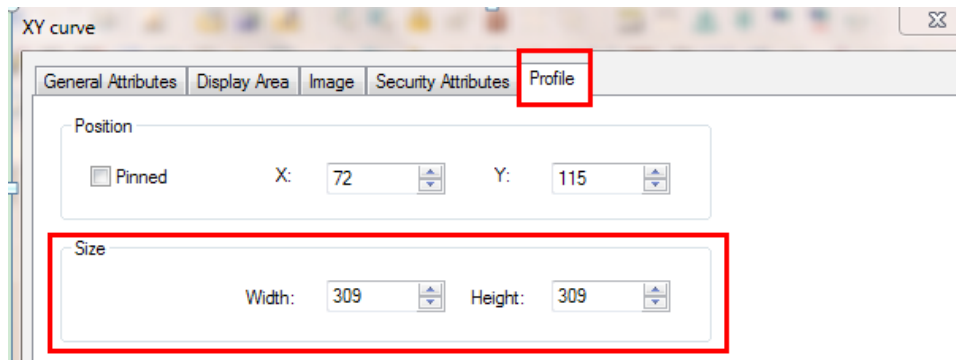 XY curve
General Attributes Display Area Image Security Attributes Profile
Position
Pinned X: 72 Y: 115
Size
Width: 309 Height: 309